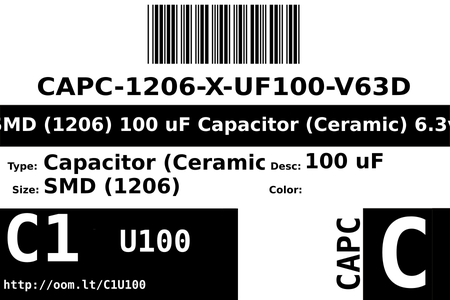 CAPC-1206-X-UF100-V63D
SMD (1206) 100 uF Capacitor (Ceramic) 6.3v
Type: Capacitor (Ceramic Desc: 100 uF
Size: SMD (1206) Color:
C1 U100
http://oom.lt/C1U100
CAPC
C